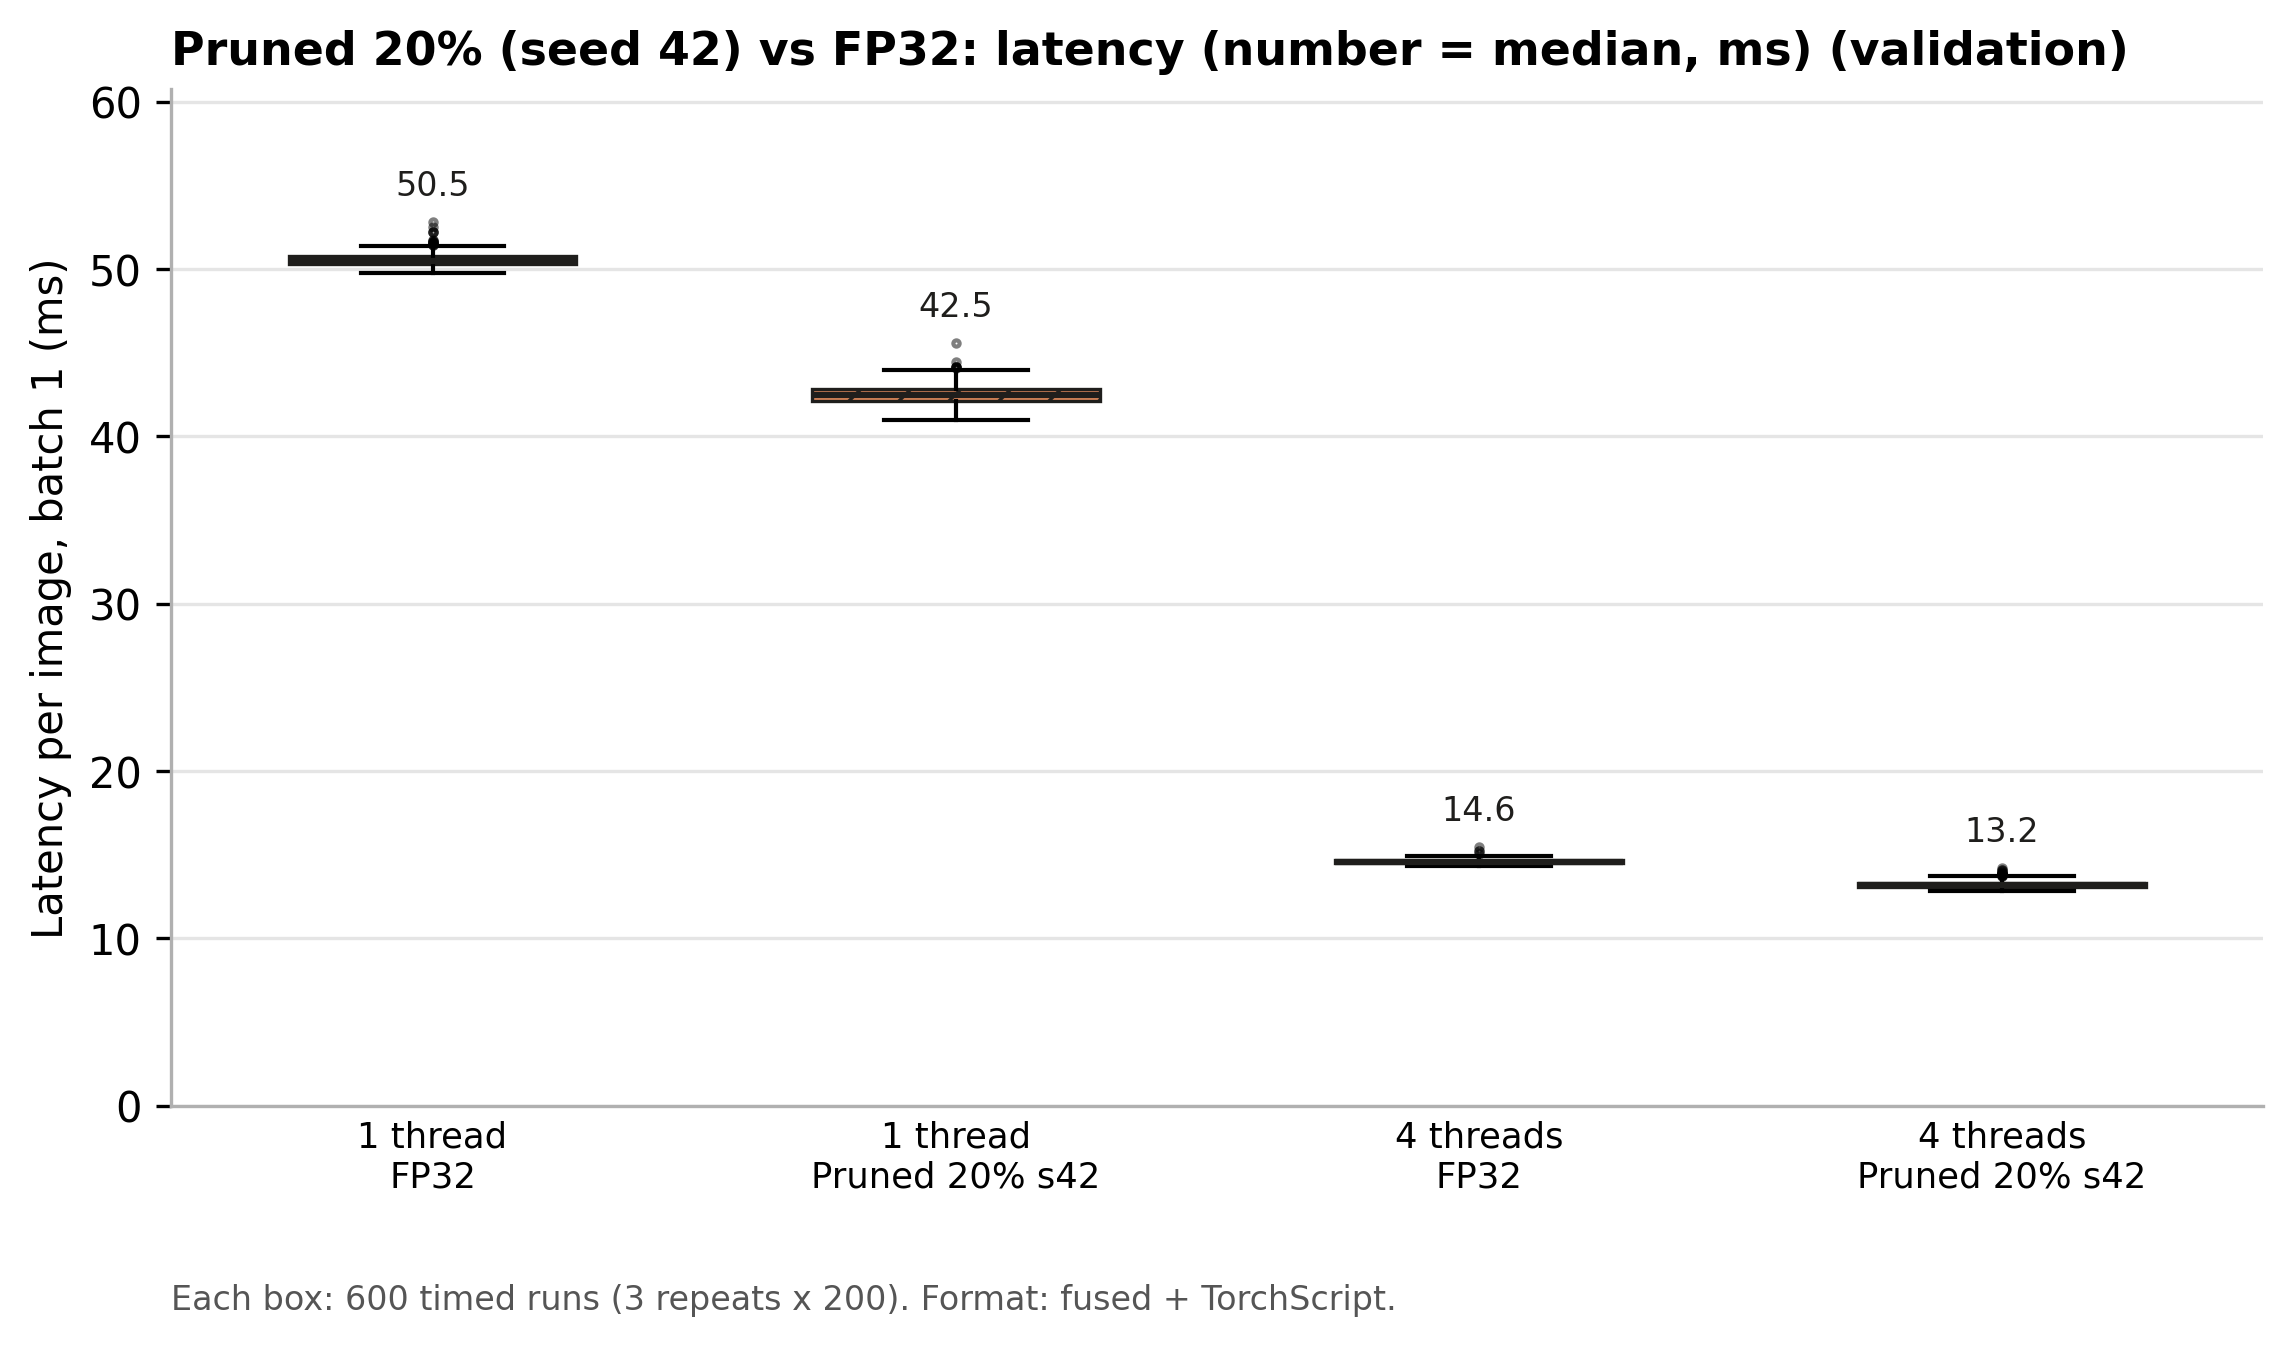 Pruned 20% (seed 42) vs FP32: latency (number = median, ms) (validation)
Latency per image, batch 1 (ms)
60
50
40
30
20
10
0
50.5
42.5
14.6
13.2
1 thread
FP32
1 thread
Pruned 20% s42
4 threads
FP32
4 threads
Pruned 20% s42
Each box: 600 timed runs (3 repeats x 200). Format: fused + TorchScript.